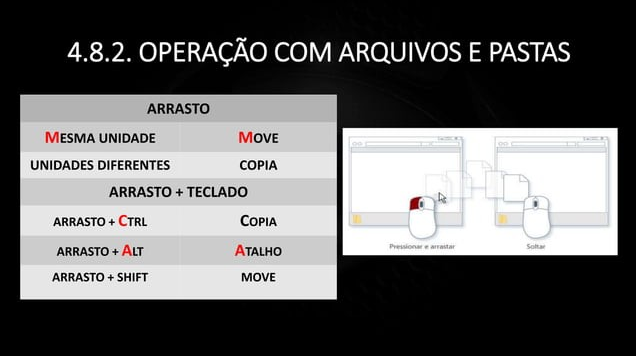 4.8.2. OPERAÇÃO COM ARQUIVOS E PASTAS
ARRASTO
MESMA UNIDADE MOVE
UNIDADES DIFERENTES COPIA
ARRASTO + TECLADO
ARRASTO + CTRL COPIA
ARRASTO + ALT ATALHO
ARRASTO + SHIFT MOVE
Pressionar e arrastar Soltar